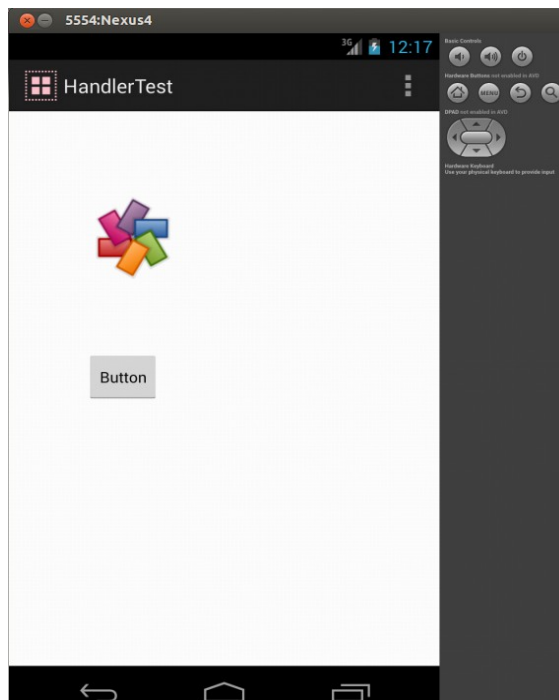 5554:Nexus4
3G 12:17
HandlerTest
Button
Basic Controls
Hardware Buttons not enabled in AVD
MENU
DPAD not enabled in AVD
Hardware Keyboard
Use your physical keyboard to provide input